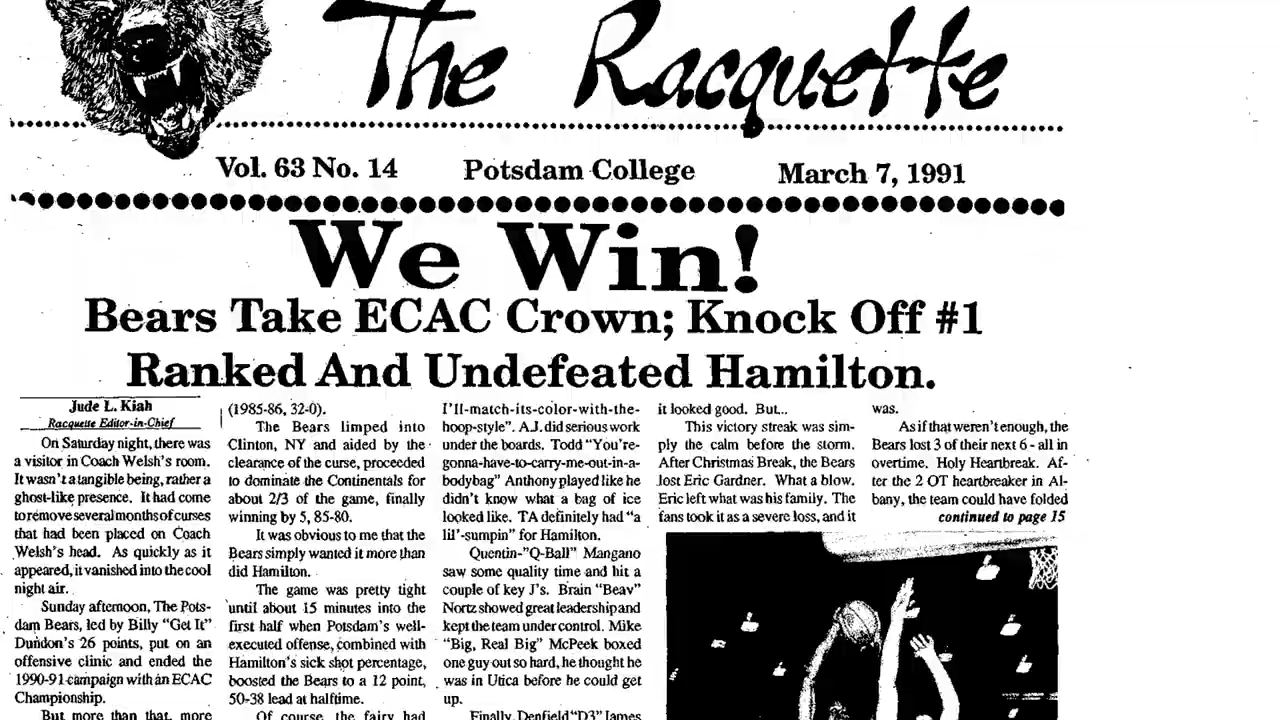 The Racquette
Vol. 63 No. 14 Potsdam College March 7, 1991
We Win!
Bears Take ECAC Crown; Knock Off #1
Ranked And Undefeated Hamilton.
Jude L. Kiah
Racquette Editor-in-Chief
On Saturday night, there was
a visitor in Coach Welsh's room.
It wasn't a tangible being, rather a
ghost-like presence. It had come
to remove several months of curses
that had been placed on Coach
Welsh's head. As quickly as it
appeared, it vanished into the cool
night air.
Sunday afternoon, The Pots-
dam Bears, led by Billy "Get It"
Dundon's 26 points, put on an
offensive clinic and ended the
1990-91 campaign with an ECAC
Championship.
But more than that, more
(1985-86, 32-0).
The Bears limped into
Clinton, NY and aided by the
clearance of the curse, proceeded
to dominate the Continentals for
about 2/3 of the game, finally
winning by 5, 85-80.
It was obvious to me that the
Bears simply wanted it more than
did Hamilton.
The game was pretty tight
until about 15 minutes into the
first half when Potsdam's well-
executed offense, combined with
Hamilton's sick shot percentage,
boosted the Bears to a 12 point,
50-38 lead at halftime.
Of course, the fairy had
I'll-match-its-color-with-the-
hoop-style". A.J. did serious work
under the boards. Todd "You're-
gonna-have-to-carry-me-out-in-a-
bodybag" Anthony played like he
didn't know what a bag of ice
looked like. TA definitely had "a
lil'-sumpin" for Hamilton.
Quentin-"Q-Ball" Mangano
saw some quality time and hit a
couple of key J's. Brain "Beav"
Nortz showed great leadership and
kept the team under control. Mike
"Big, Real Big" McPeek boxed
one guy out so hard, he thought he
was in Utica before he could get
up.
Finally, Denfield "D3" James
it looked good. But...
This victory streak was sim-
ply the calm before the storm.
After Christmas Break, the Bears
lost Eric Gardner. What a blow.
Eric left what was his family. The
fans took it as a severe loss, and it
was.
As if that weren't enough, the
Bears lost 3 of their next 6 - all in
overtime. Holy Heartbreak. Af-
ter the 2 OT heartbreaker in Al-
bany, the team could have folded
continued to page 15